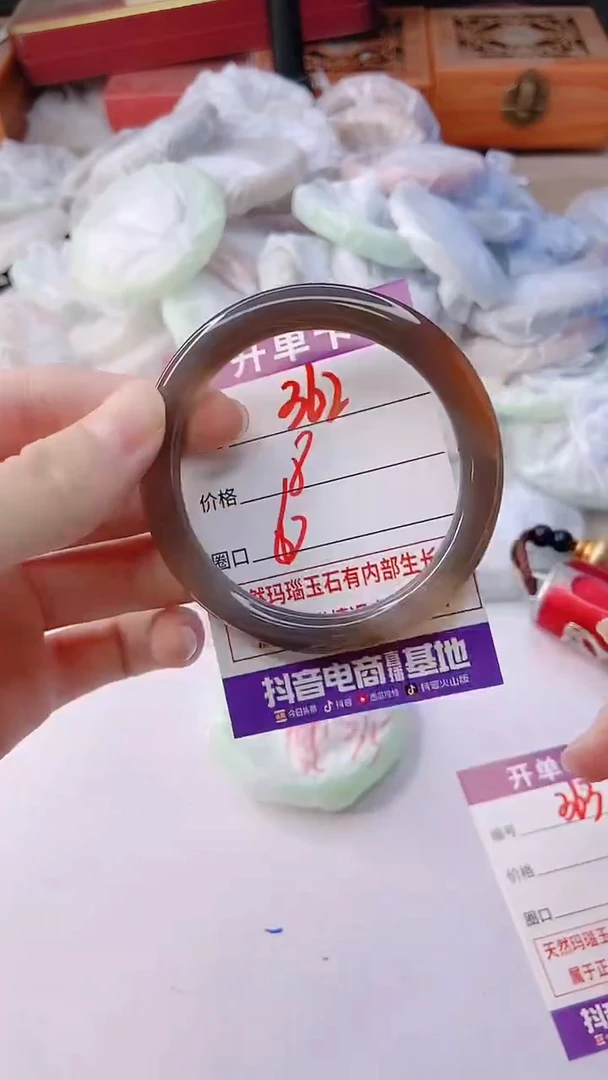 开单卡
362
价格 8
圈口 6
然玛瑙玉石有内部生长
抖音电商直播基地
今日头条 抖音 西瓜视频 抖音火山版
开单
编号 363
价格
圈口
天然玛瑙玉
属于正
抖